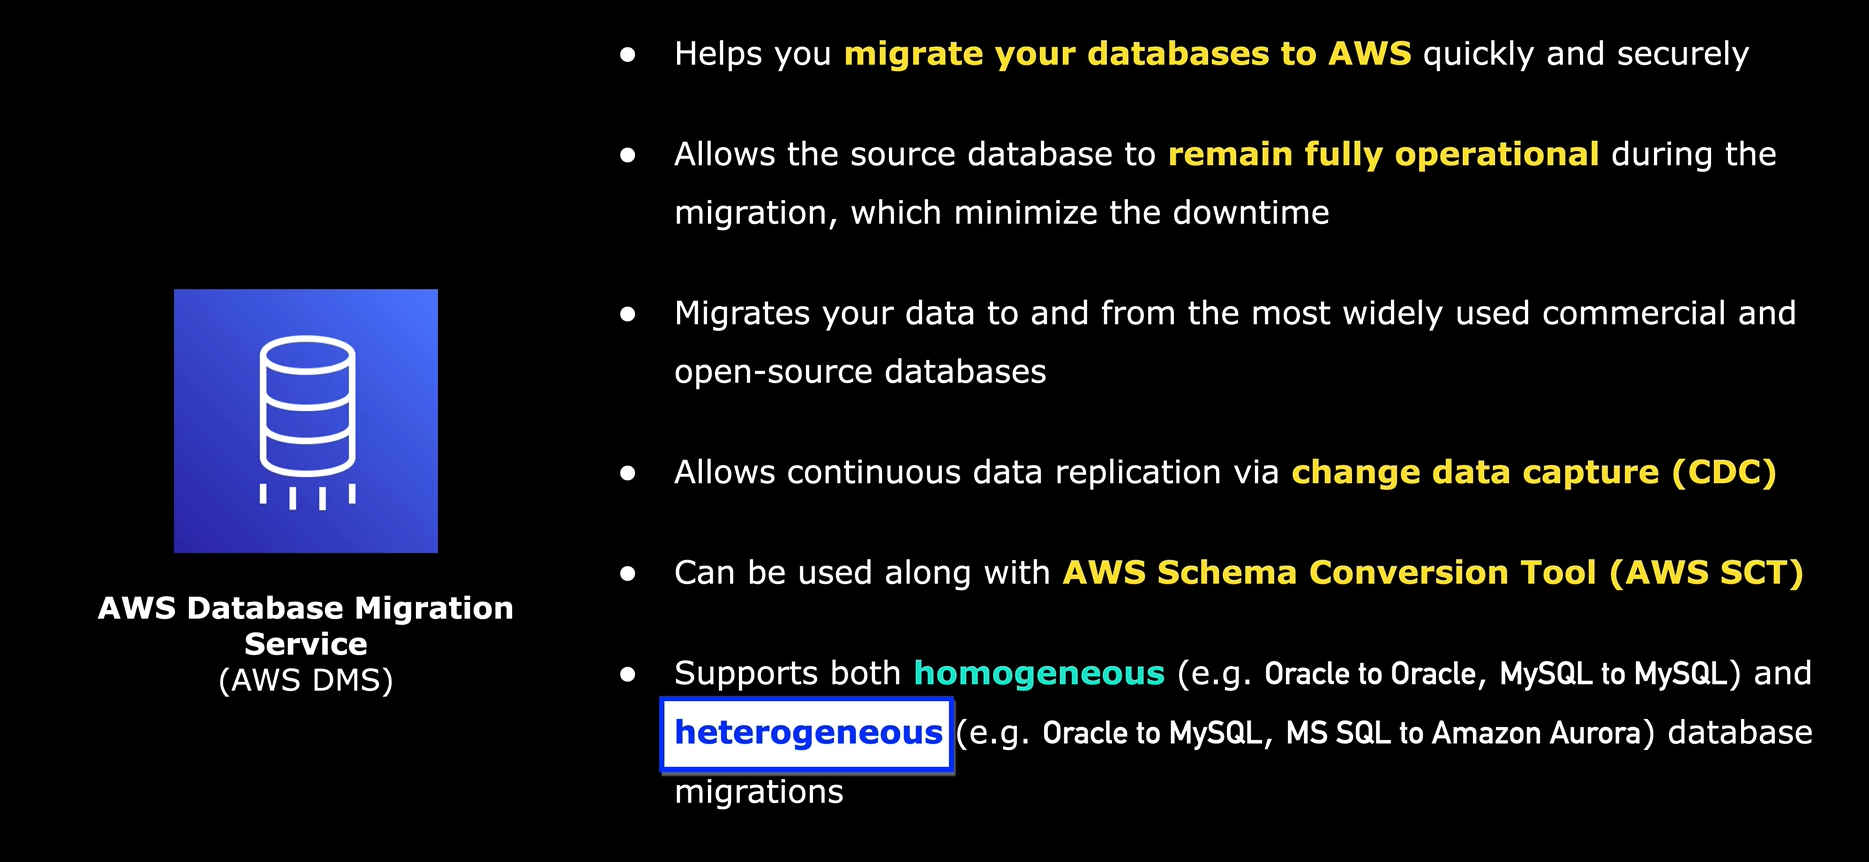 ● Helps you migrate your databases to AWS quickly and securely
● Allows the source database to remain fully operational during the
migration, which minimize the downtime
● Migrates your data to and from the most widely used commercial and
open-source databases
● Allows continuous data replication via change data capture (CDC)
● Can be used along with AWS Schema Conversion Tool (AWS SCT)
● Supports both homogeneous (e.g. Oracle to Oracle, MySQL to MySQL) and
heterogeneous (e.g. Oracle to MySQL, MS SQL to Amazon Aurora) database
migrations
AWS Database Migration
Service
(AWS DMS)